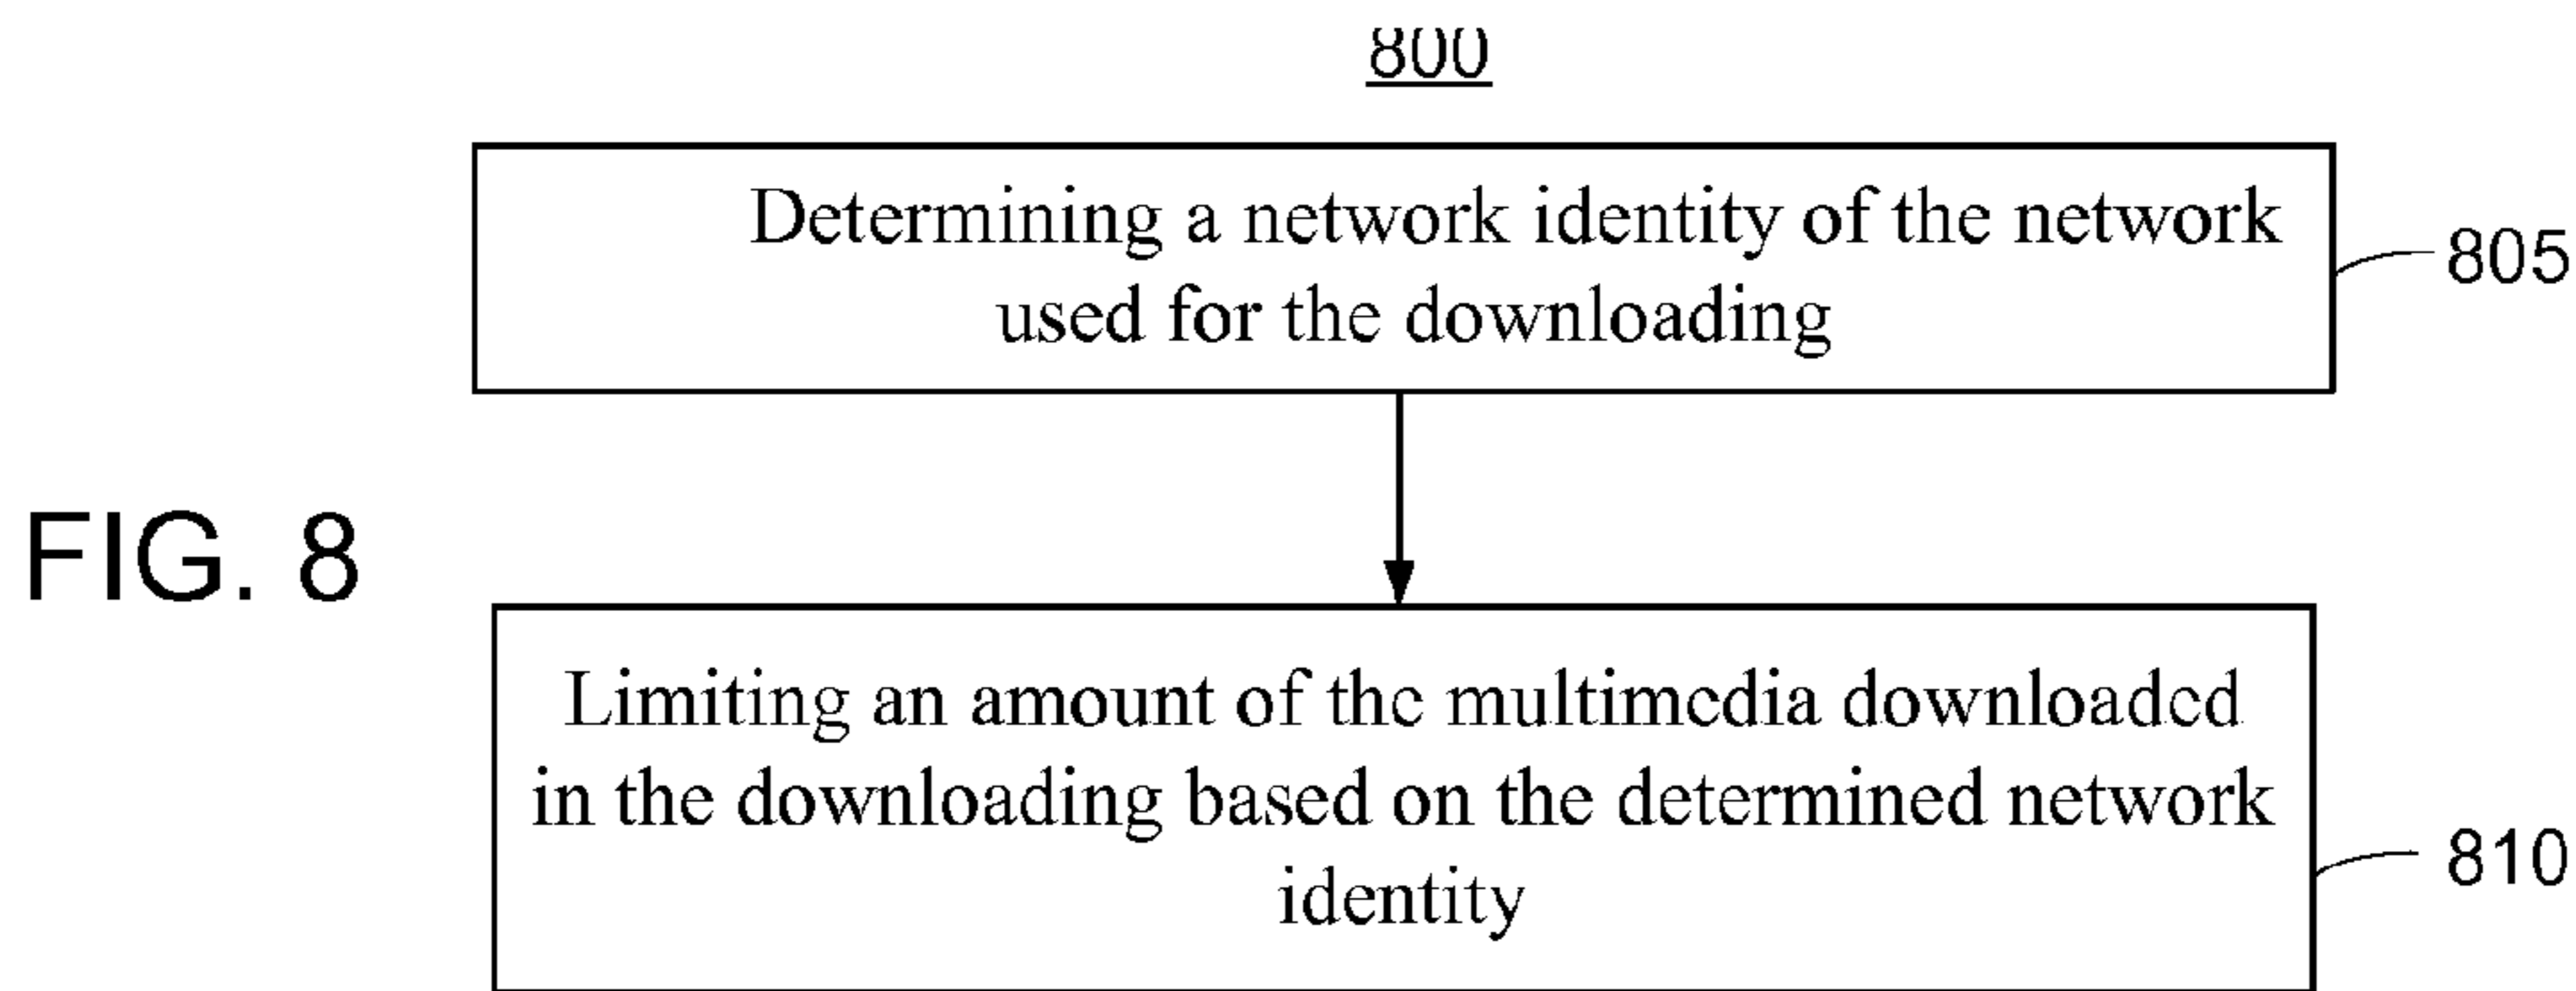 800
Determining a network identity of the network
used for the downloading
805
FIG. 8
Limiting an amount of the multimedia downloaded
in the downloading based on the determined network
identity
810